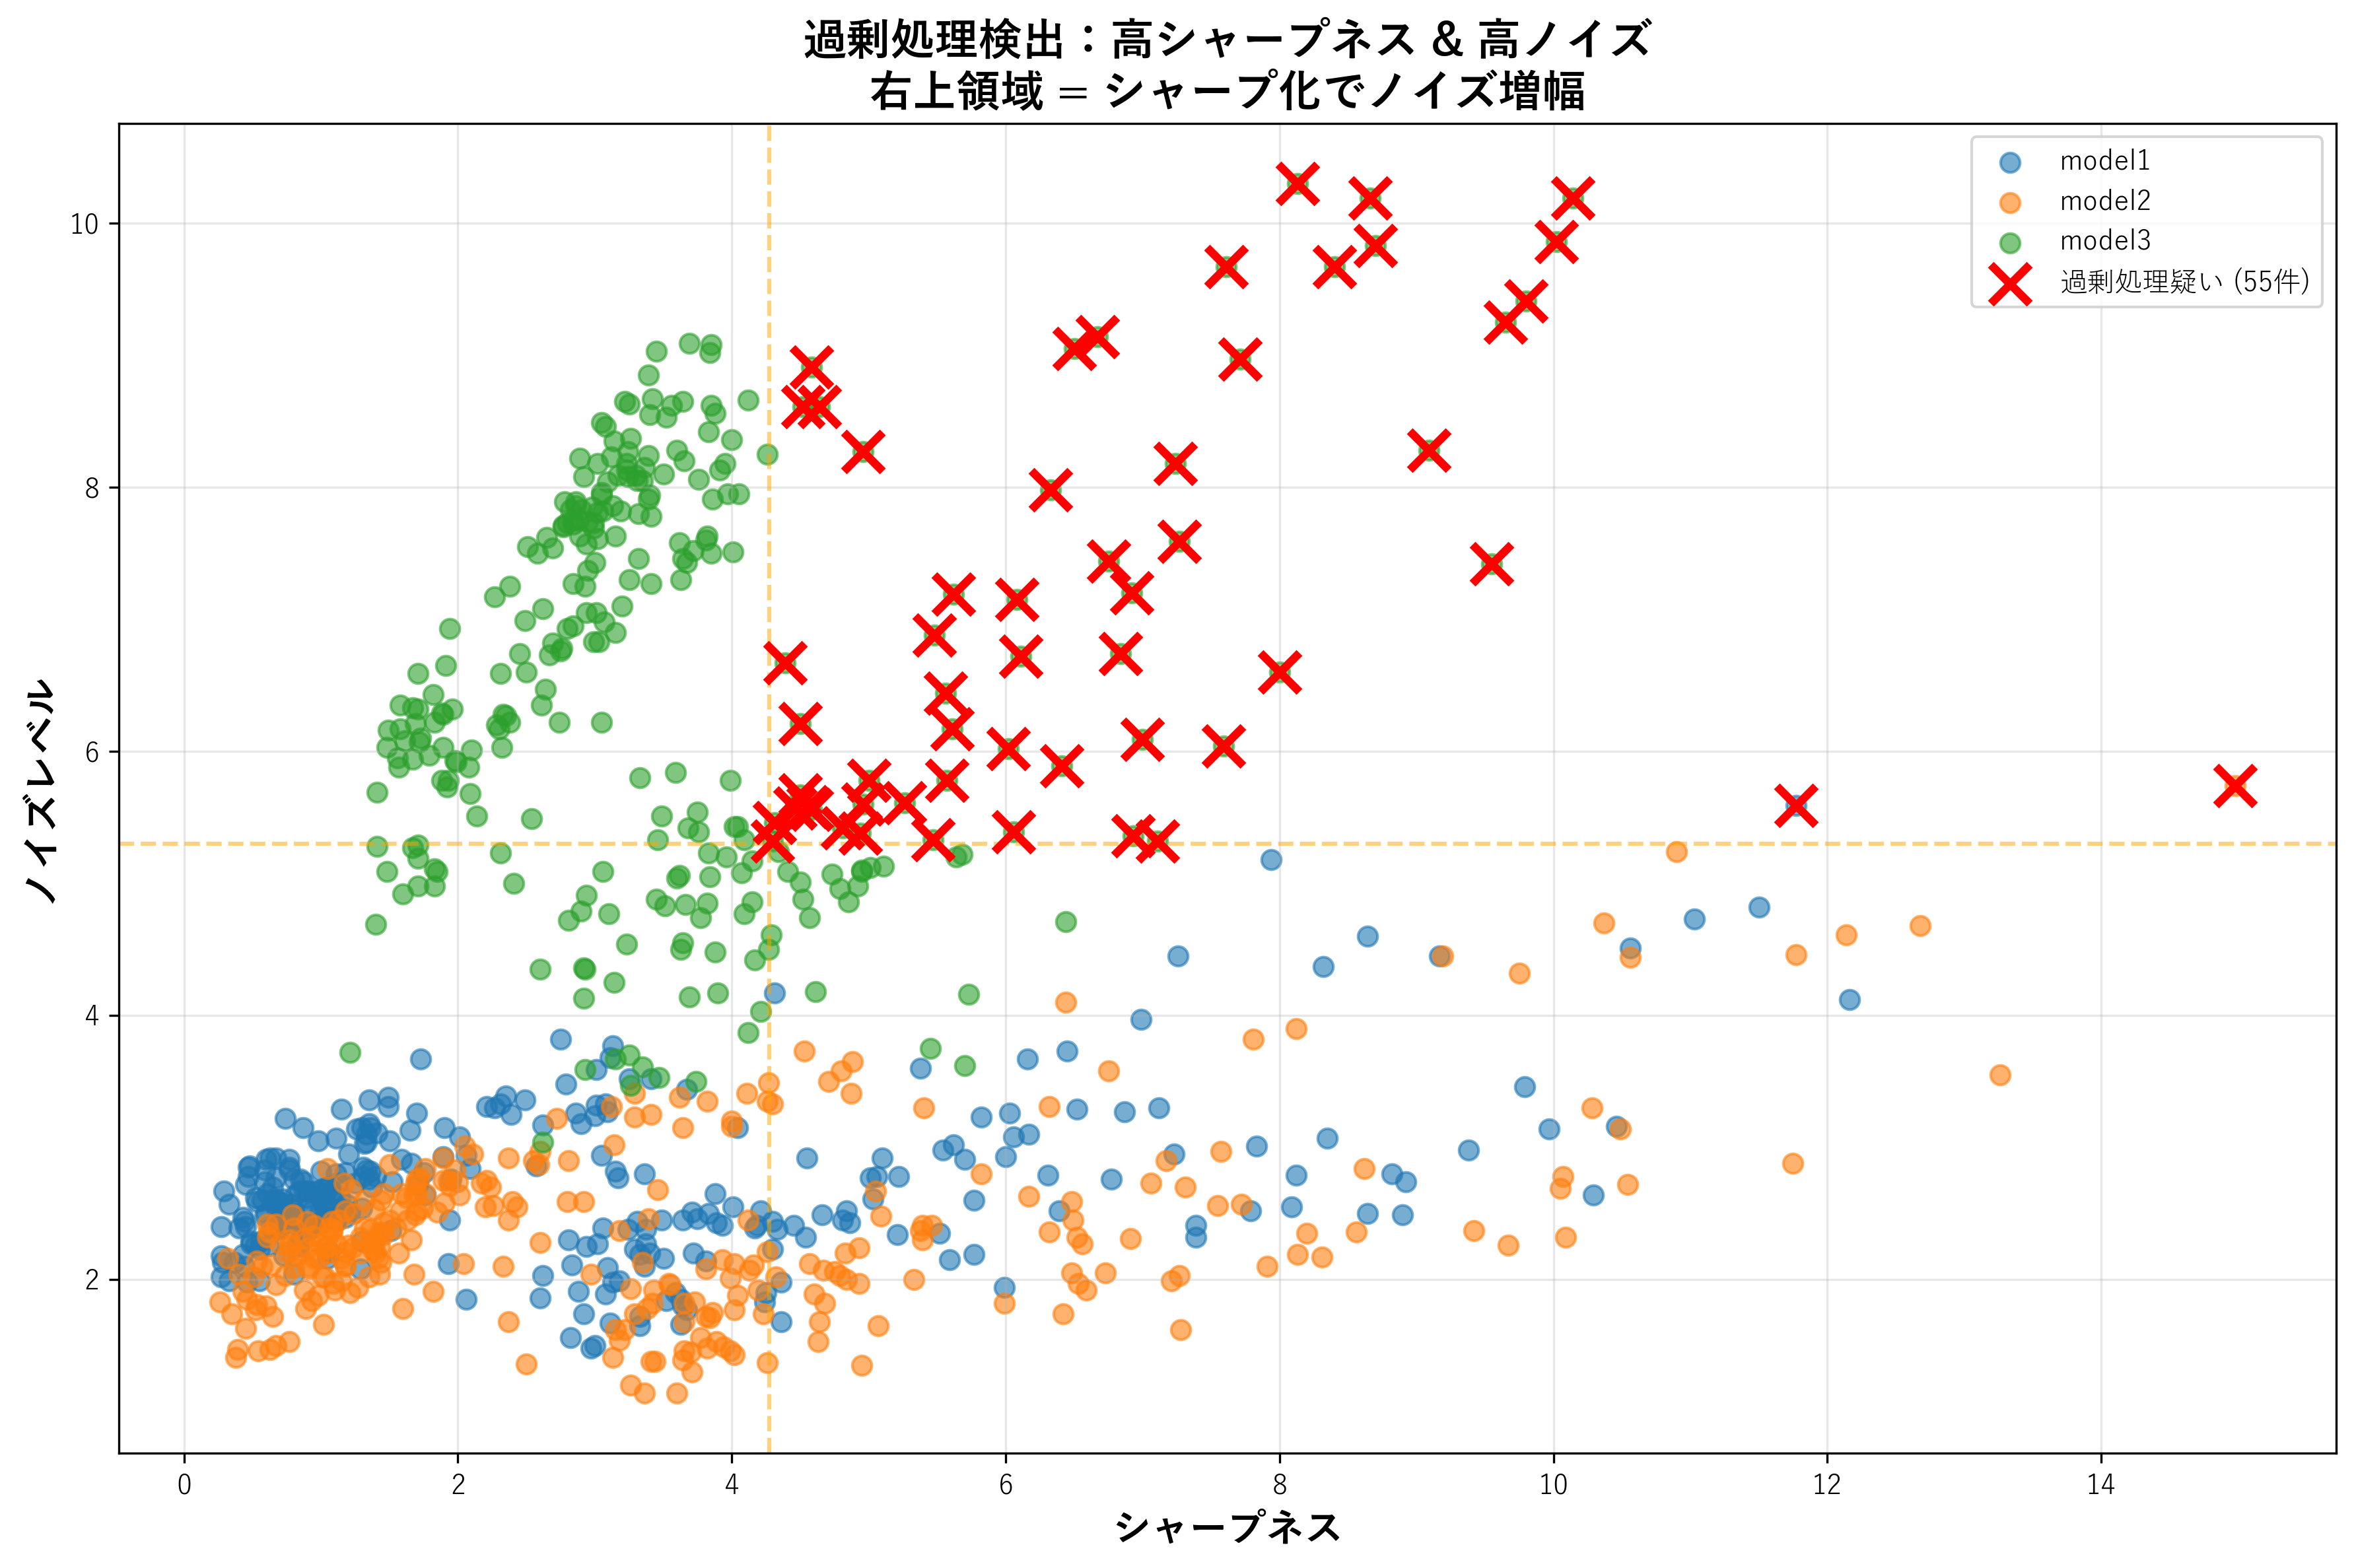 過剰処理検出：高シャープネス & 高ノイズ
右上領域 = シャープ化でノイズ増幅
model1
model2
model3
過剰処理疑い (55件)
ノイズレベル
10
8
6
4
2
0
2
4
6
8
10
12
14
シャープネス